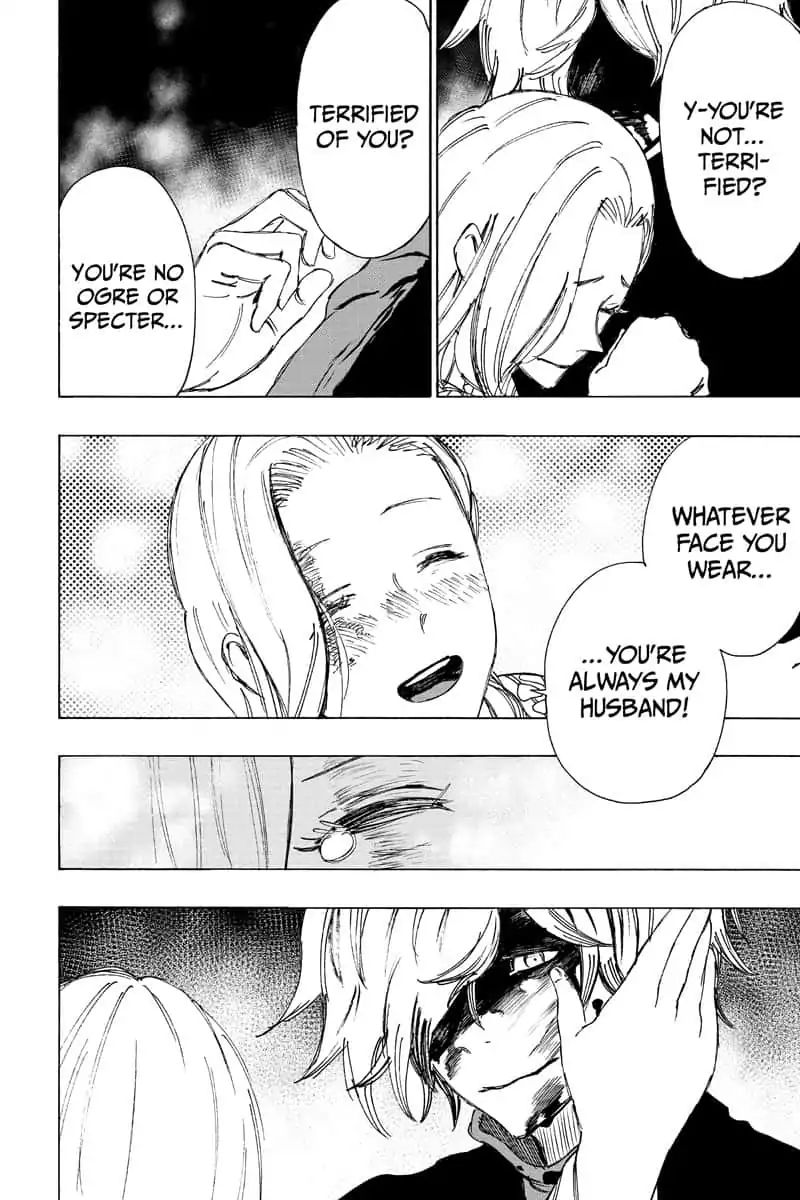 Y-YOU'RE
NOT...
TERRI-
FIED?
TERRIFIED
OF YOU?
YOU'RE NO
OGRE OR
SPECTER...
WHATEVER
FACE YOU
WEAR...
...YOU'RE
ALWAYS MY
HUSBAND!